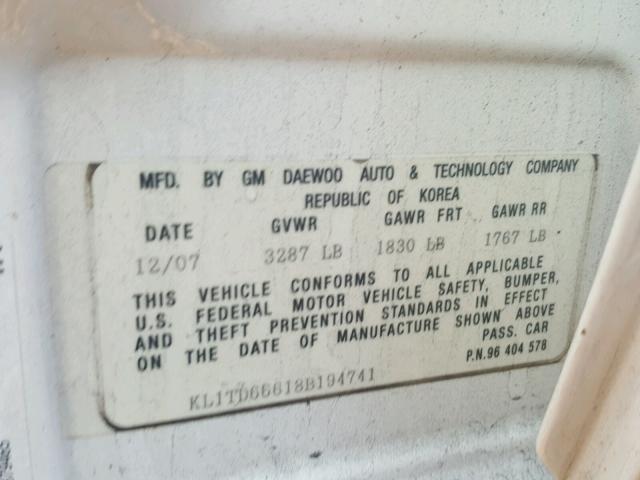 MFD. BY GM DAEWOO AUTO & TECHNOLOGY COMPANY
REPUBLIC OF KOREA
DATE GVWR GAWR FRT GAWR RR
12/07 3287 LB 1830 LB 1767 LB
THIS VEHICLE CONFORMS TO ALL APPLICABLE
U.S. FEDERAL MOTOR VEHICLE SAFETY, BUMPER,
AND THEFT PREVENTION STANDARDS IN EFFECT
ON THE DATE OF MANUFACTURE SHOWN ABOVE
PASS. CAR
P.N.96 404 578
KL1TD66618B194741